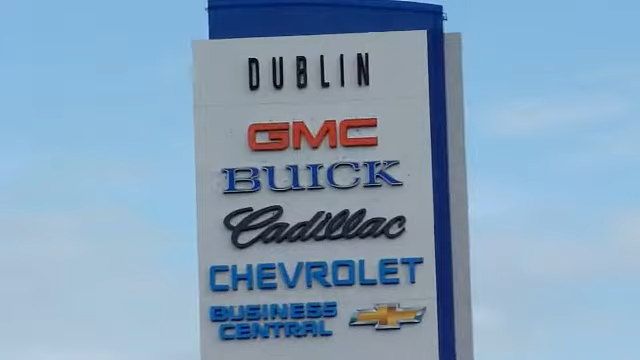 DUBLIN
GMC
BUICK
Cadillac
CHEVROLET
BUSINESS
CENTRAL